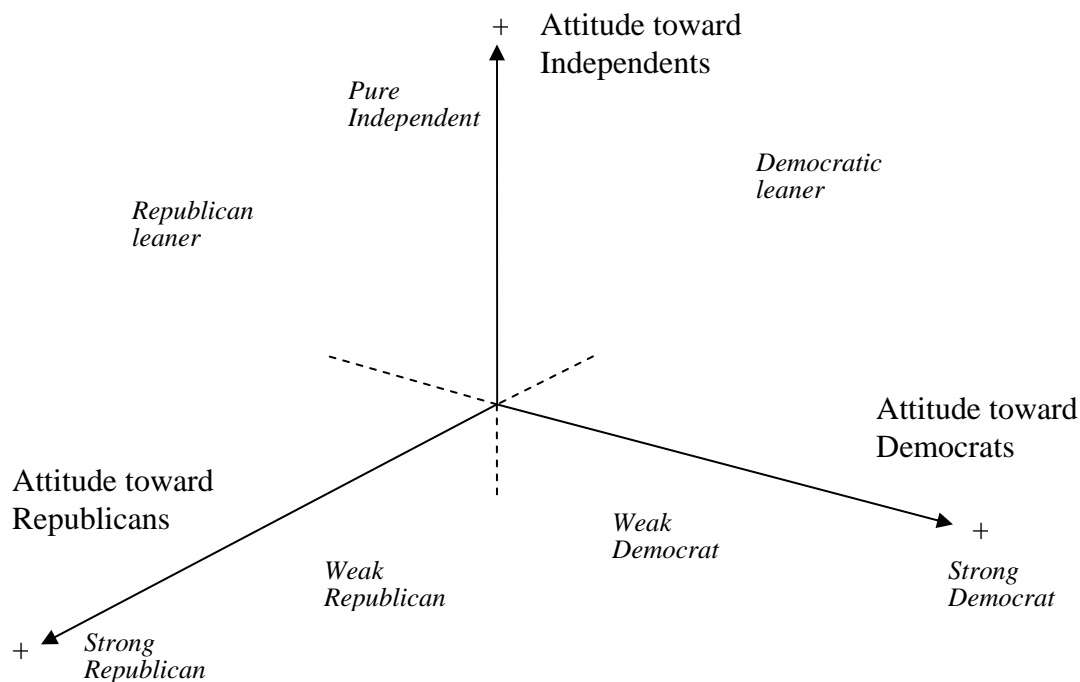 +
Attitude toward
Independents
Pure
Independent
Democratic
leaner
Republican
leaner
Attitude toward
Democrats
Attitude toward
Republicans
Weak
Democrat
+
Strong
Democrat
Weak
Republican
+
Strong
Republican